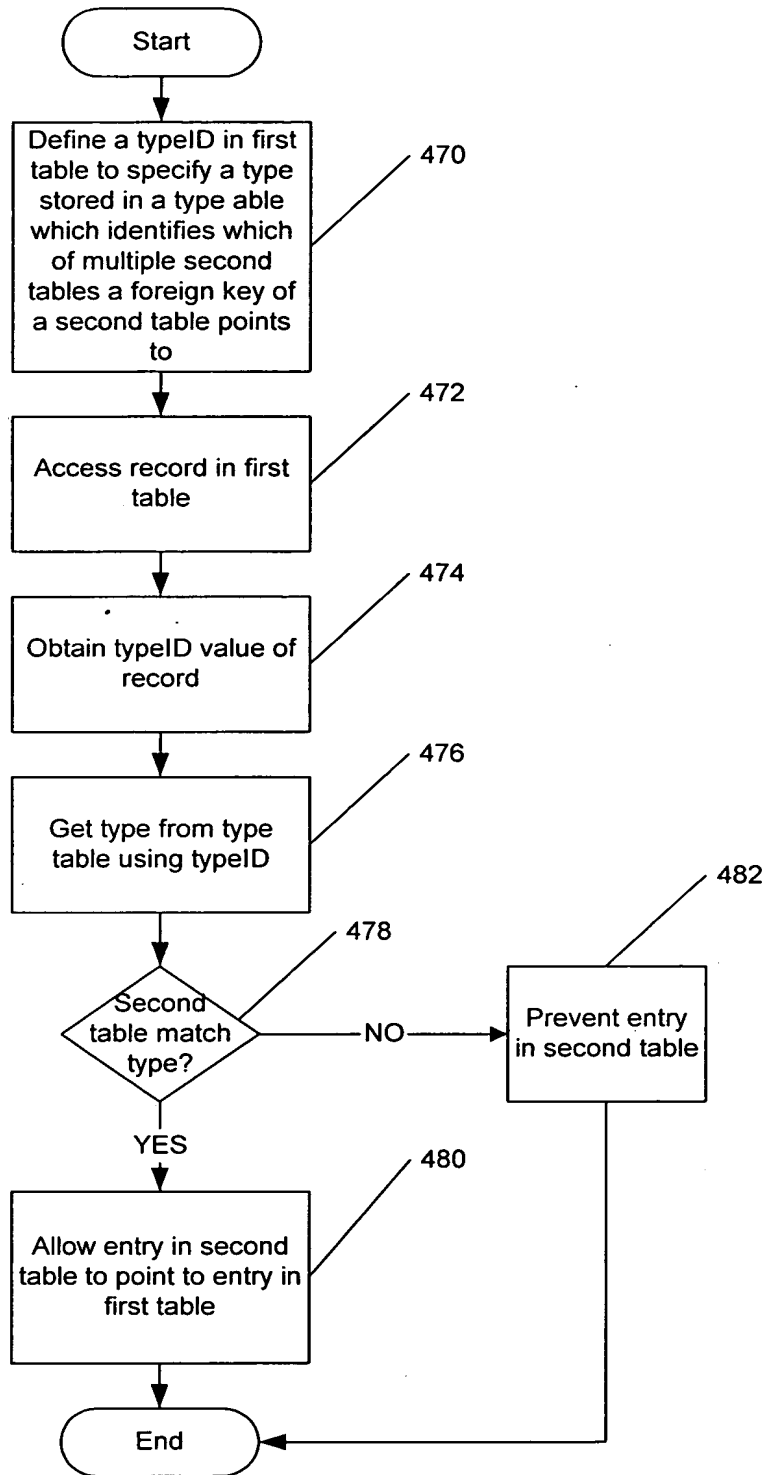 Start
Define a typeID in first
table to specify a type
stored in a type able
which identifies which
of multiple second
tables a foreign key of
a second table points
to
470
Access record in first
table
472
Obtain typeID value of
record
474
Get type from type
table using typeID
476
Second
table match
type?
478
NO
Prevent entry
in second table
482
YES
Allow entry in second
table to point to entry in
first table
480
End